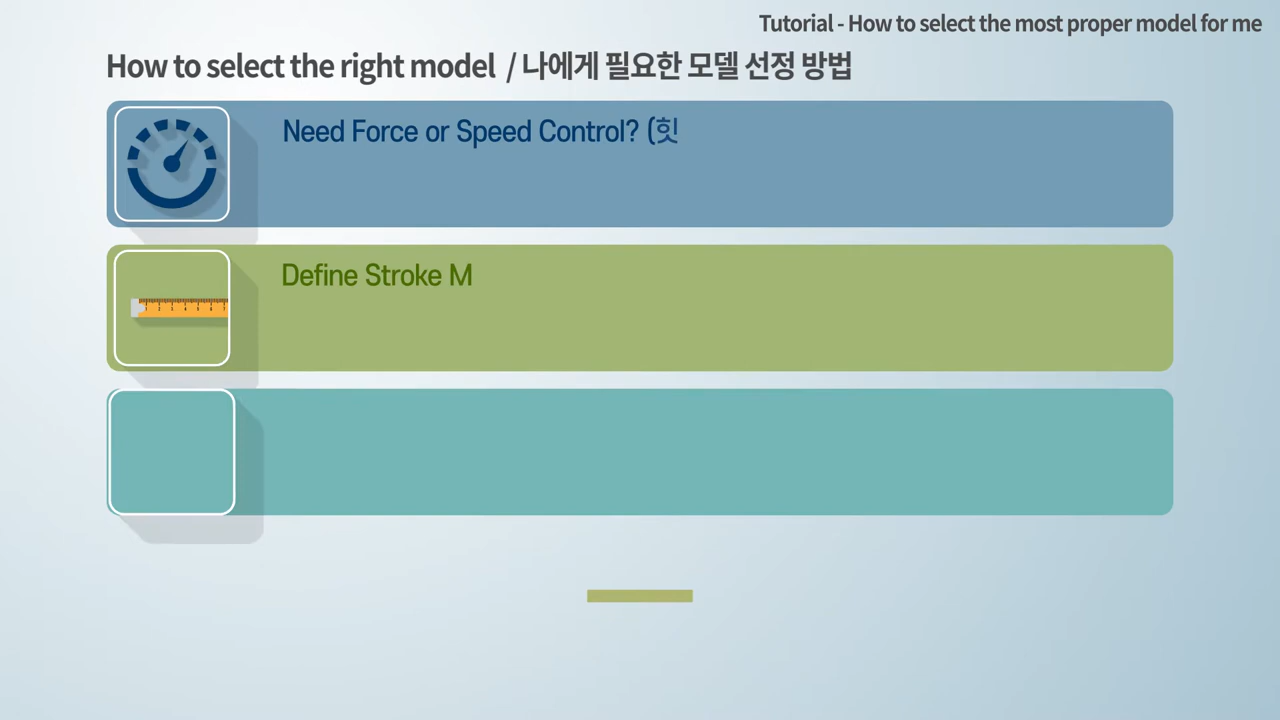 Tutorial - How to select the most proper model for me
How to select the right model / 나에게 필요한 모델 선정 방법
Need Force or Speed Control? (힛
Define Stroke M